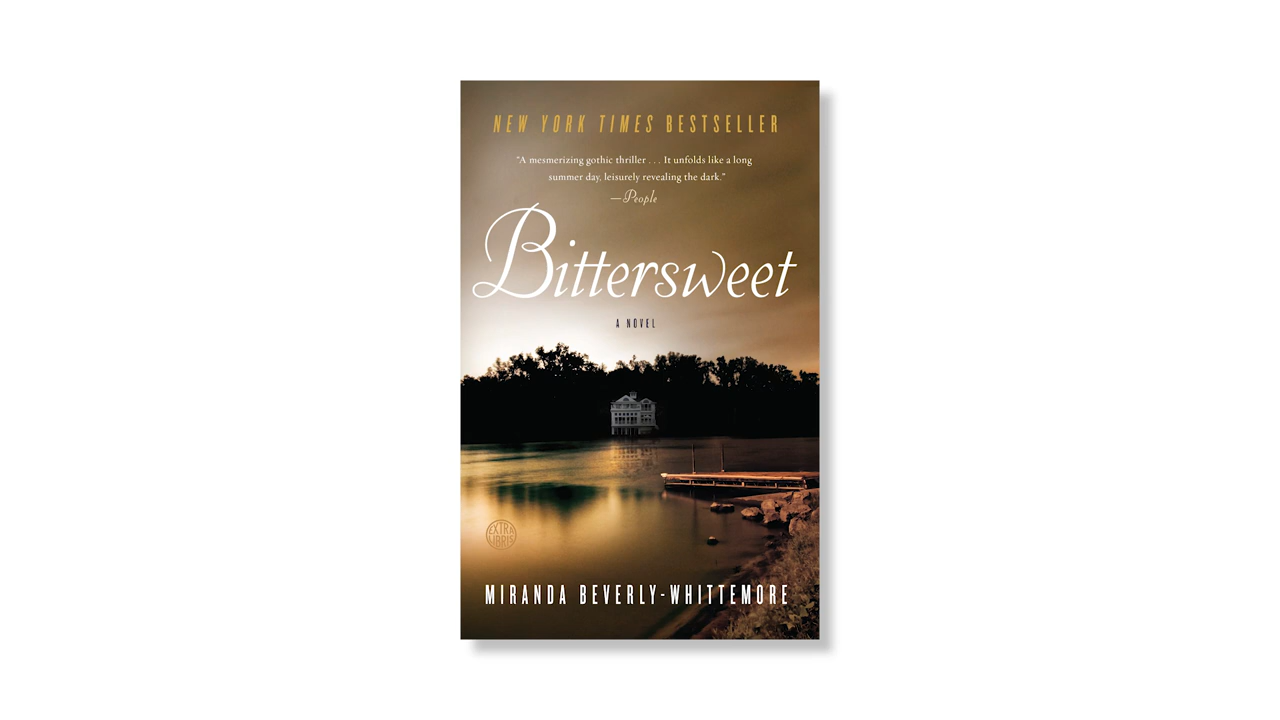 NEW YORK TIMES BESTSELLER
“A mesmerizing gothic thriller . . . It unfolds like a long
summer day, leisurely revealing the dark.”
—People
Bittersweet
A NOVEL
EXTRA
LIBRIS
MIRANDA BEVERLY-WHITTEMORE